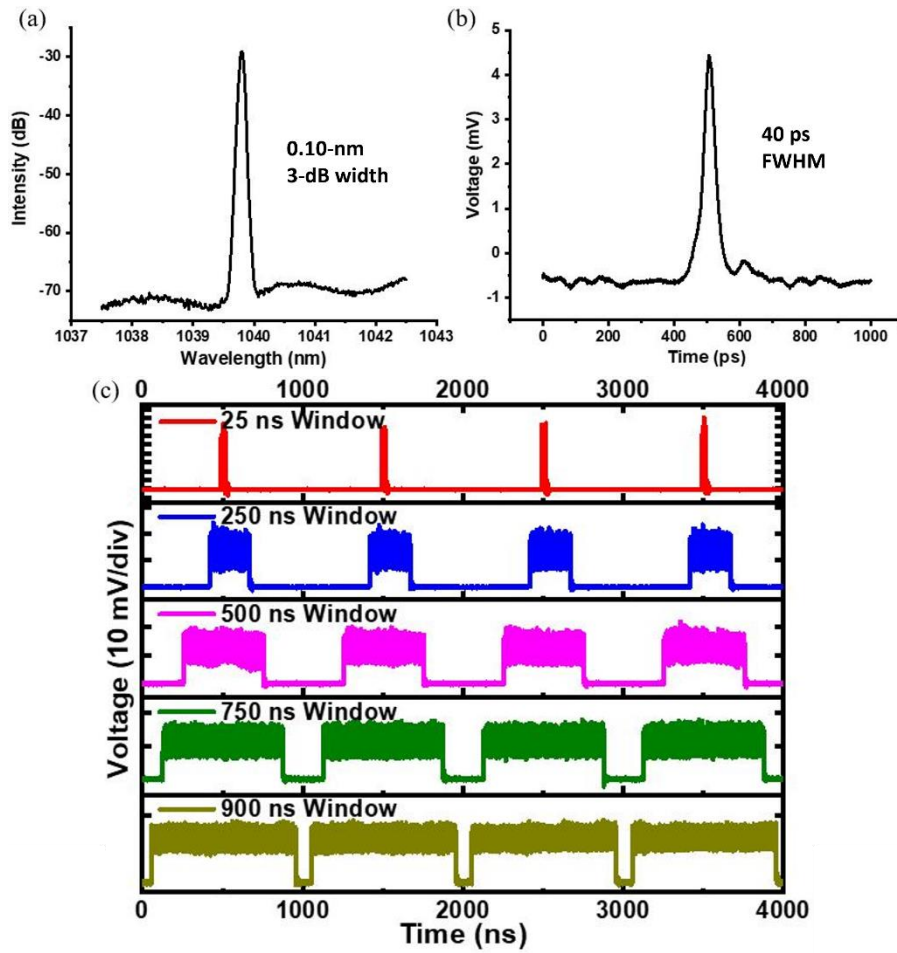 (a)
-30
-40
-50
-60
-70
Intensity (dB)
0.10-nm
3-dB width
1037 1038 1039 1040 1041 1042 1043
Wavelength (nm)
(b)
5
4
3
2
1
0
-1
Voltage (mV)
40 ps
FWHM
0 200 400 600 800 1000
Time (ps)
(c)
0 1000 2000 3000 4000
25 ns Window
250 ns Window
500 ns Window
750 ns Window
900 ns Window
Voltage (10 mV/div)
0 1000 2000 3000 4000
Time (ns)